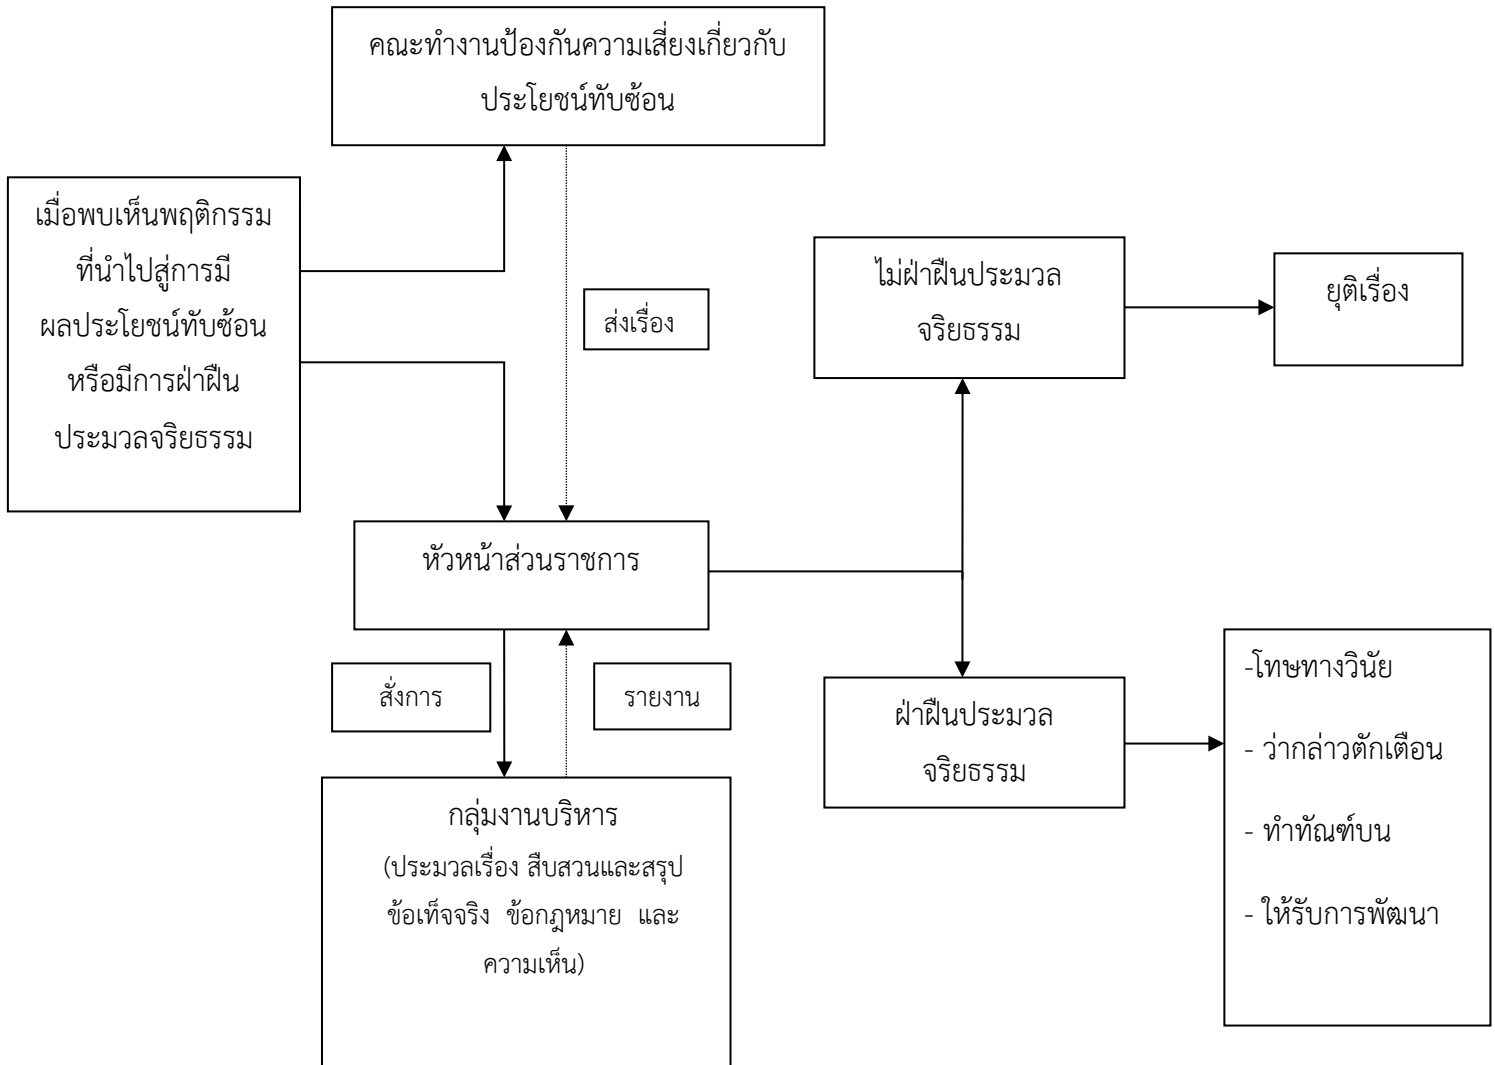 คณะทำงานป้องกันความเสี่ยงเกี่ยวกับ
ประโยชน์ทับซ้อน
เมื่อพบเห็นพฤติกรรม
ที่นำไปสู่การมี
ผลประโยชน์ทับซ้อน
หรือมีการฝ่าฝืน
ประมวลจริยธรรม
ส่งเรื่อง
ไม่ฝ่าฝืนประมวล
จริยธรรม
ยุติเรื่อง
หัวหน้าส่วนราชการ
สั่งการ
รายงาน
ฝ่าฝืนประมวล
จริยธรรม
-โทษทางวินัย
- ว่ากล่าวตักเตือน
- ทำทัณฑ์บน
- ให้รับการพัฒนา
กลุ่มงานบริหาร
(ประมวลเรื่อง สืบสวนและสรุป
ข้อเท็จจริง ข้อกฎหมาย และ
ความเห็น)